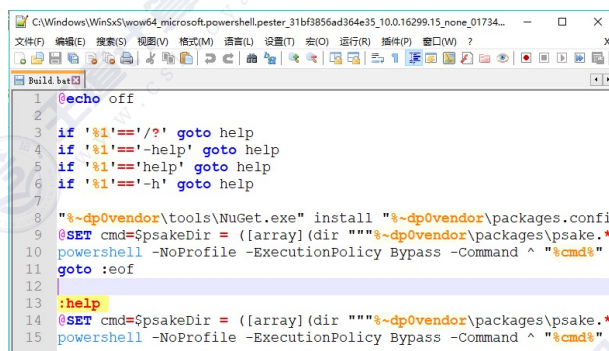 C:\Windows\WinSxS\wow64_microsoft.powershell.pester_31bf3856ad364e35_10.0.16299.15_none_01734...
文件(F) 编辑(E) 搜索(S) 视图(V) 格式(M) 语言(L) 设置(T) 宏(O) 运行(R) 插件(P) 窗口(W) ?
Build.bat
1 @echo off
2
3 if '%1'=='/?' goto help
4 if '%1'=='-help' goto help
5 if '%1'=='help' goto help
6 if '%1'=='-h' goto help
7
8 "%~dp0vendor\tools\NuGet.exe" install "%~dp0vendor\packages.confi
9 @SET cmd=$psakeDir = ([array](dir """%~dp0vendor\packages\psake.*
10 powershell -NoProfile -ExecutionPolicy Bypass -Command ^ "%cmd%"
11 goto :eof
12
13 :help
14 @SET cmd=$psakeDir = ([array](dir """%~dp0vendor\packages\psake.*
15 powershell -NoProfile -ExecutionPolicy Bypass -Command ^ "%cmd%"